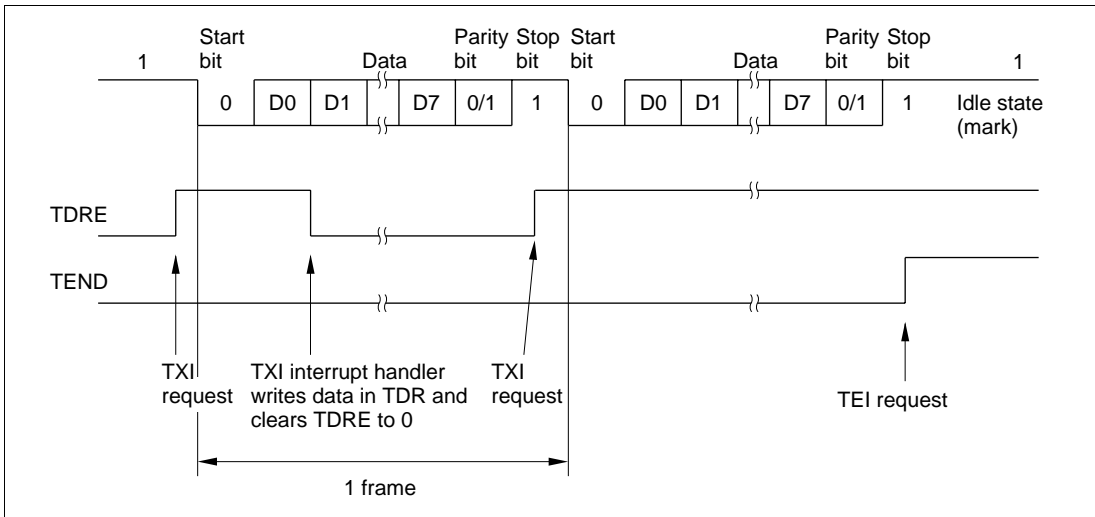 1
Start bit
Data
Parity bit
Stop bit
Start bit
Data
Parity bit
Stop bit
1
0 D0 D1 D7 0/1 1 0 D0 D1 D7 0/1 1 Idle state (mark)
TDRE
TEND
TXI
request
TXI interrupt handler
writes data in TDR and
clears TDRE to 0
TXI
request
TEI request
1 frame